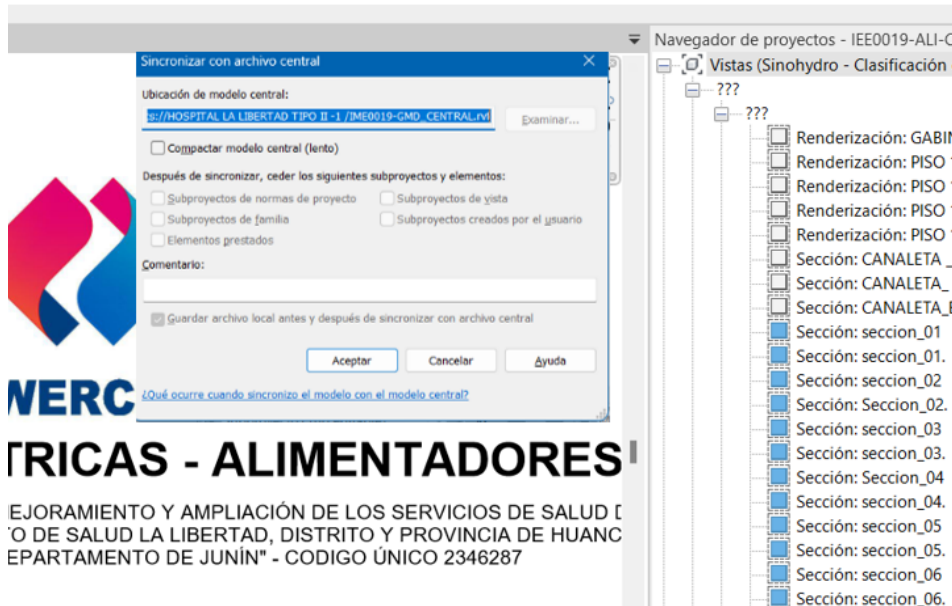 Navegador de proyectos - IEE0019-ALI-C
Vistas (Sinohydro - Clasificación
???
???
Renderización: GABIN
Renderización: PISO 1
Renderización: PISO
Renderización: PISO
Renderización: PISO 1
Sección: CANALETA _
Sección: CANALETA_
Sección: CANALETA_E
Sección: seccion_01
Sección: seccion_01.
Sección: seccion_02
Sección: Seccion_02.
Sección: seccion_03
Sección: seccion_03.
Sección: Seccion_04
Sección: seccion_04.
Sección: seccion_05
Sección: seccion_05.
Sección: seccion_06
Sección: seccion_06.
Sincronizar con archivo central
Ubicación de modelo central:
ts://HOSPITAL LA LIBERTAD TIPO II -1 /IME0019-GMD_CENTRAL.rvt
Examinar...
Compactar modelo central (lento)
Después de sincronizar, ceder los siguientes subproyectos y elementos:
Subproyectos de normas de proyecto
Subproyectos de vista
Subproyectos de familia
Subproyectos creados por el usuario
Elementos prestados
Comentario:
Guardar archivo local antes y después de sincronizar con archivo central
Aceptar
Cancelar
Ayuda
¿Qué ocurre cuando sincronizo el modelo con el modelo central?
WERC
TRICAS - ALIMENTADORES
EJORAMIENTO Y AMPLIACIÓN DE LOS SERVICIOS DE SALUD D
TO DE SALUD LA LIBERTAD, DISTRITO Y PROVINCIA DE HUANC
EPARTAMENTO DE JUNÍN" - CODIGO ÚNICO 2346287